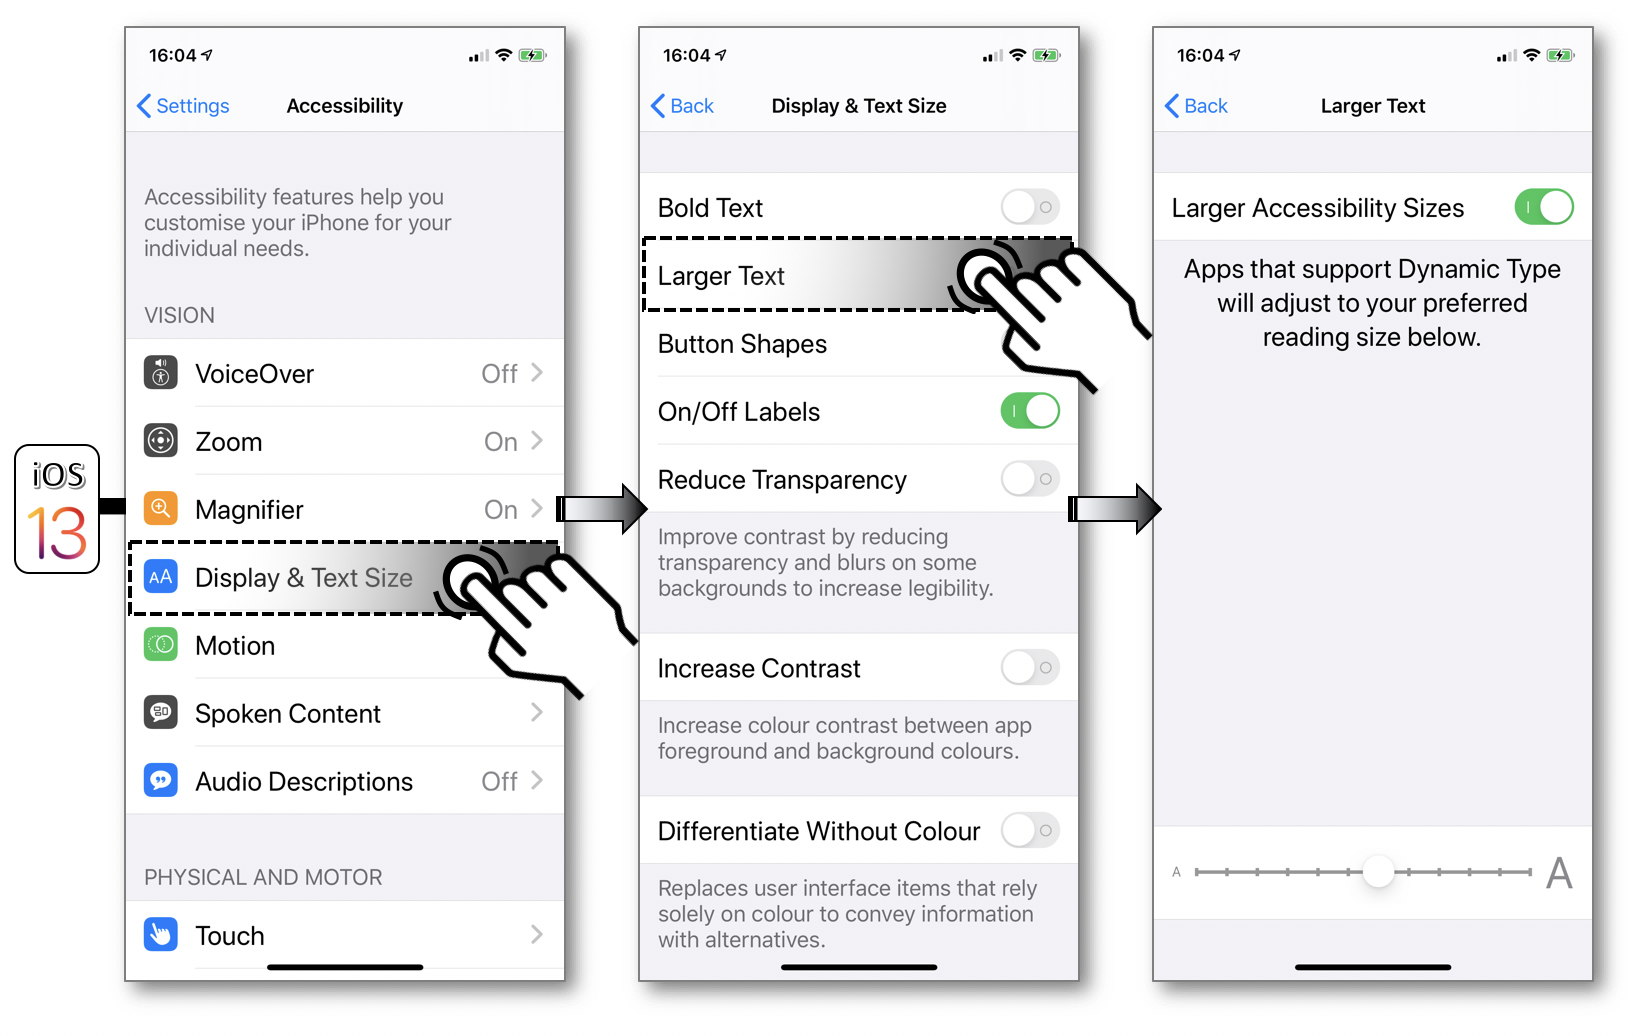 iOS
13
16:04
Settings
Accessibility
Accessibility features help you
customise your iPhone for your
individual needs.
VISION
VoiceOver Off
Zoom On
Magnifier On
AA Display & Text Size
Motion
Spoken Content
Audio Descriptions Off
PHYSICAL AND MOTOR
Touch
16:04
Back
Display & Text Size
Bold Text
Larger Text
Button Shapes
On/Off Labels
Reduce Transparency
Improve contrast by reducing
transparency and blurs on some
backgrounds to increase legibility.
Increase Contrast
Increase colour contrast between app
foreground and background colours.
Differentiate Without Colour
Replaces user interface items that rely
solely on colour to convey information
with alternatives.
16:04
Back
Larger Text
Larger Accessibility Sizes
Apps that support Dynamic Type
will adjust to your preferred
reading size below.
A A